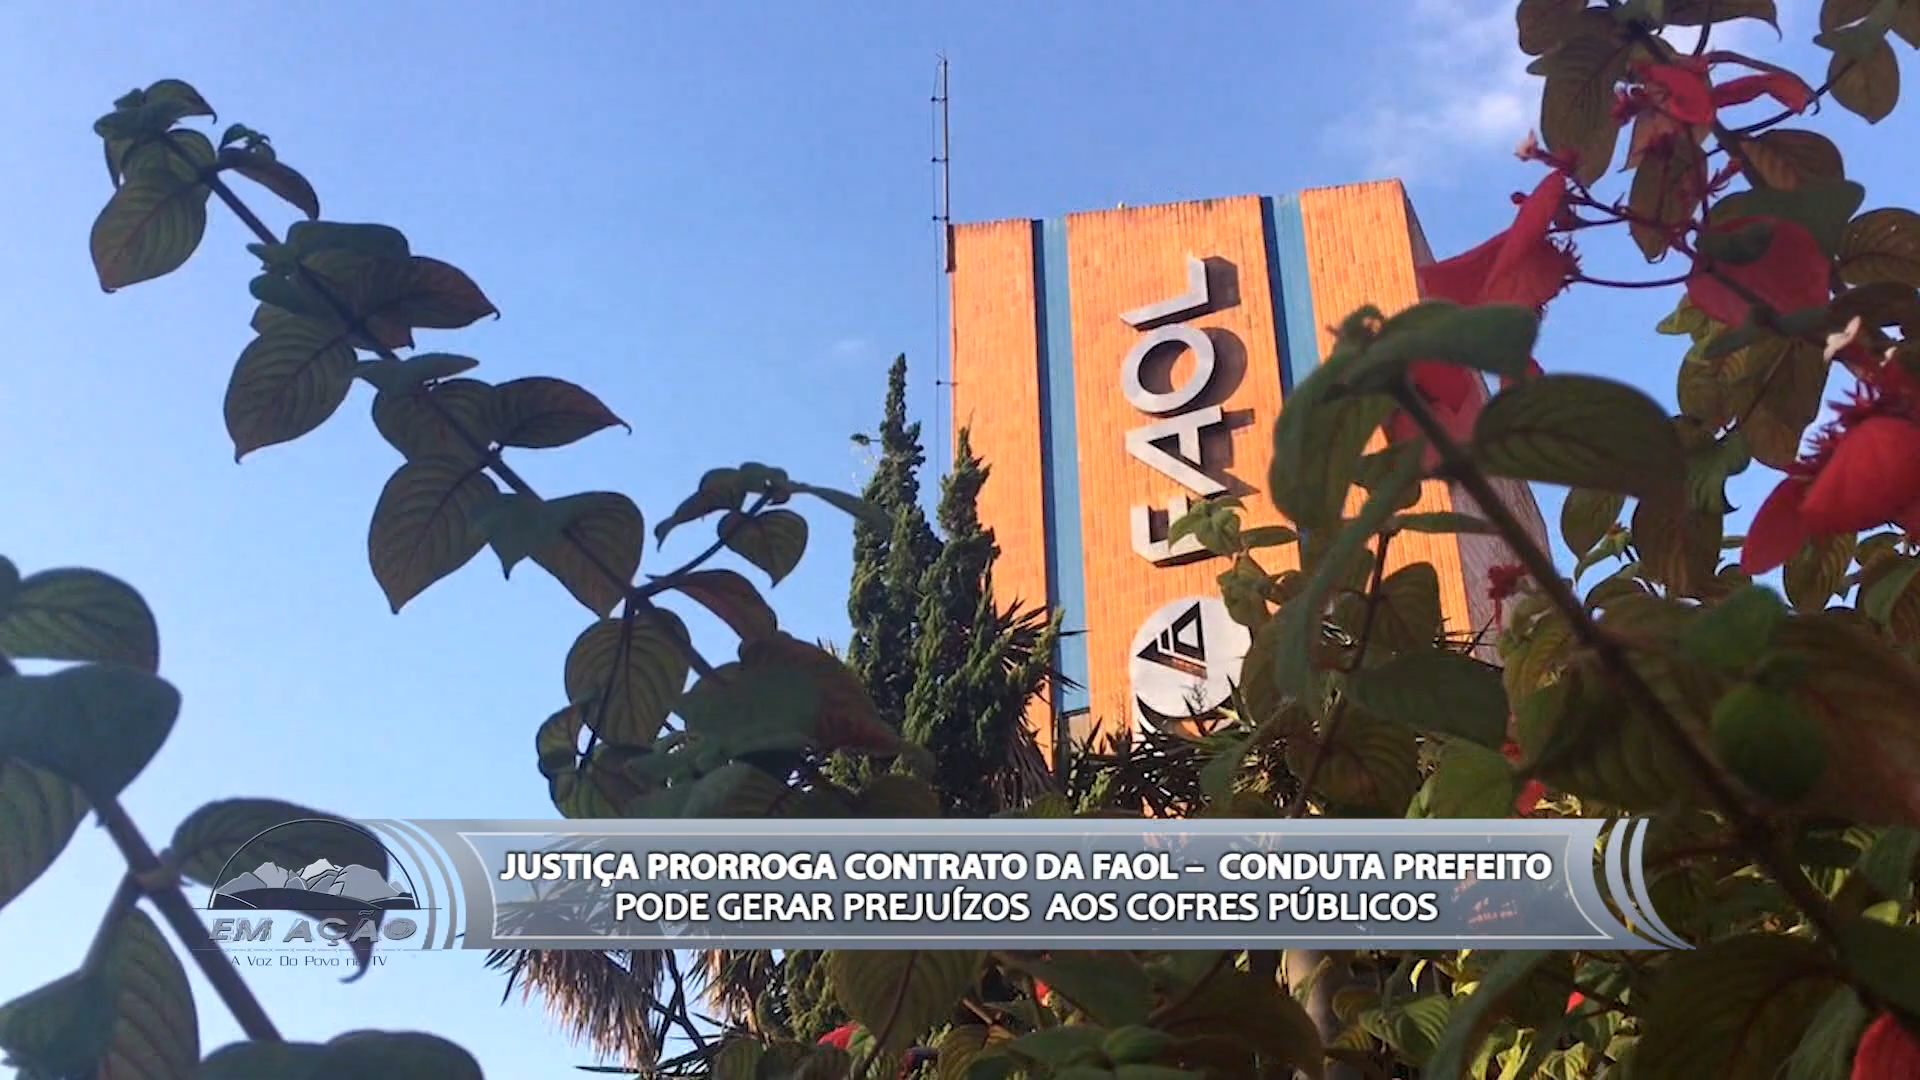 FAOL
JUSTIÇA PRORROGA CONTRATO DA FAOL – CONDUTA PREFEITO
PODE GERAR PREJUÍZOS AOS COFRES PÚBLICOS
EM AÇÃO
A Voz Do Povo na TV